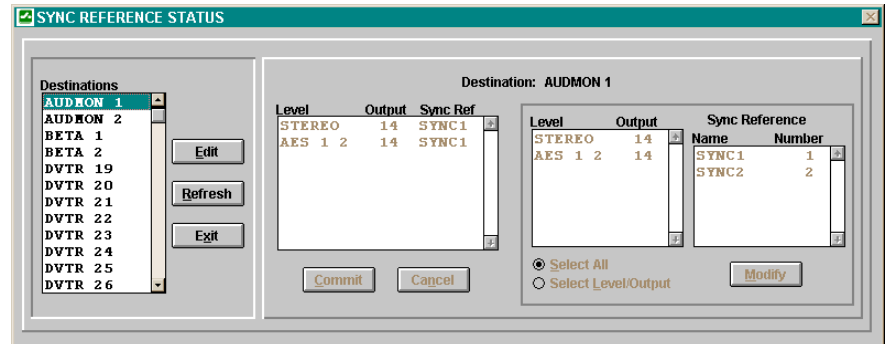 SYNC REFERENCE STATUS
Destinations
AUDMON 1
AUDMON 2
BETA 1
BETA 2
DVTR 19
DVTR 20
DVTR 21
DVTR 22
DVTR 23
DVTR 24
DVTR 25
DVTR 26
Edit
Refresh
Exit
Destination: AUDMON 1
Level Output Sync Ref
STEREO 14 SYNC1
AES 1 2 14 SYNC1
Commit Cancel
Level Output
STEREO 14
AES 1 2 14
Sync Reference
Name Number
SYNC1 1
SYNC2 2
Select All
Select Level/Output
Modify